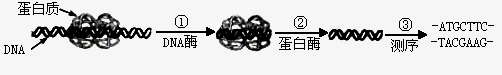 蛋白质
DNA
①
DNA酶
②
蛋白酶
③
测序
-ATGCTTC-
-TACGAAG-